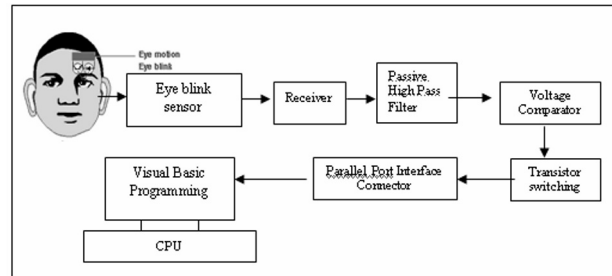 Eye motion
Eye blink
Eye blink
sensor
Receiver
Passive
High Pass
Filter
Voltage
Comparator
Transistor
switching
Parallel Port Interface
Connector
Visual Basic
Programming
CPU